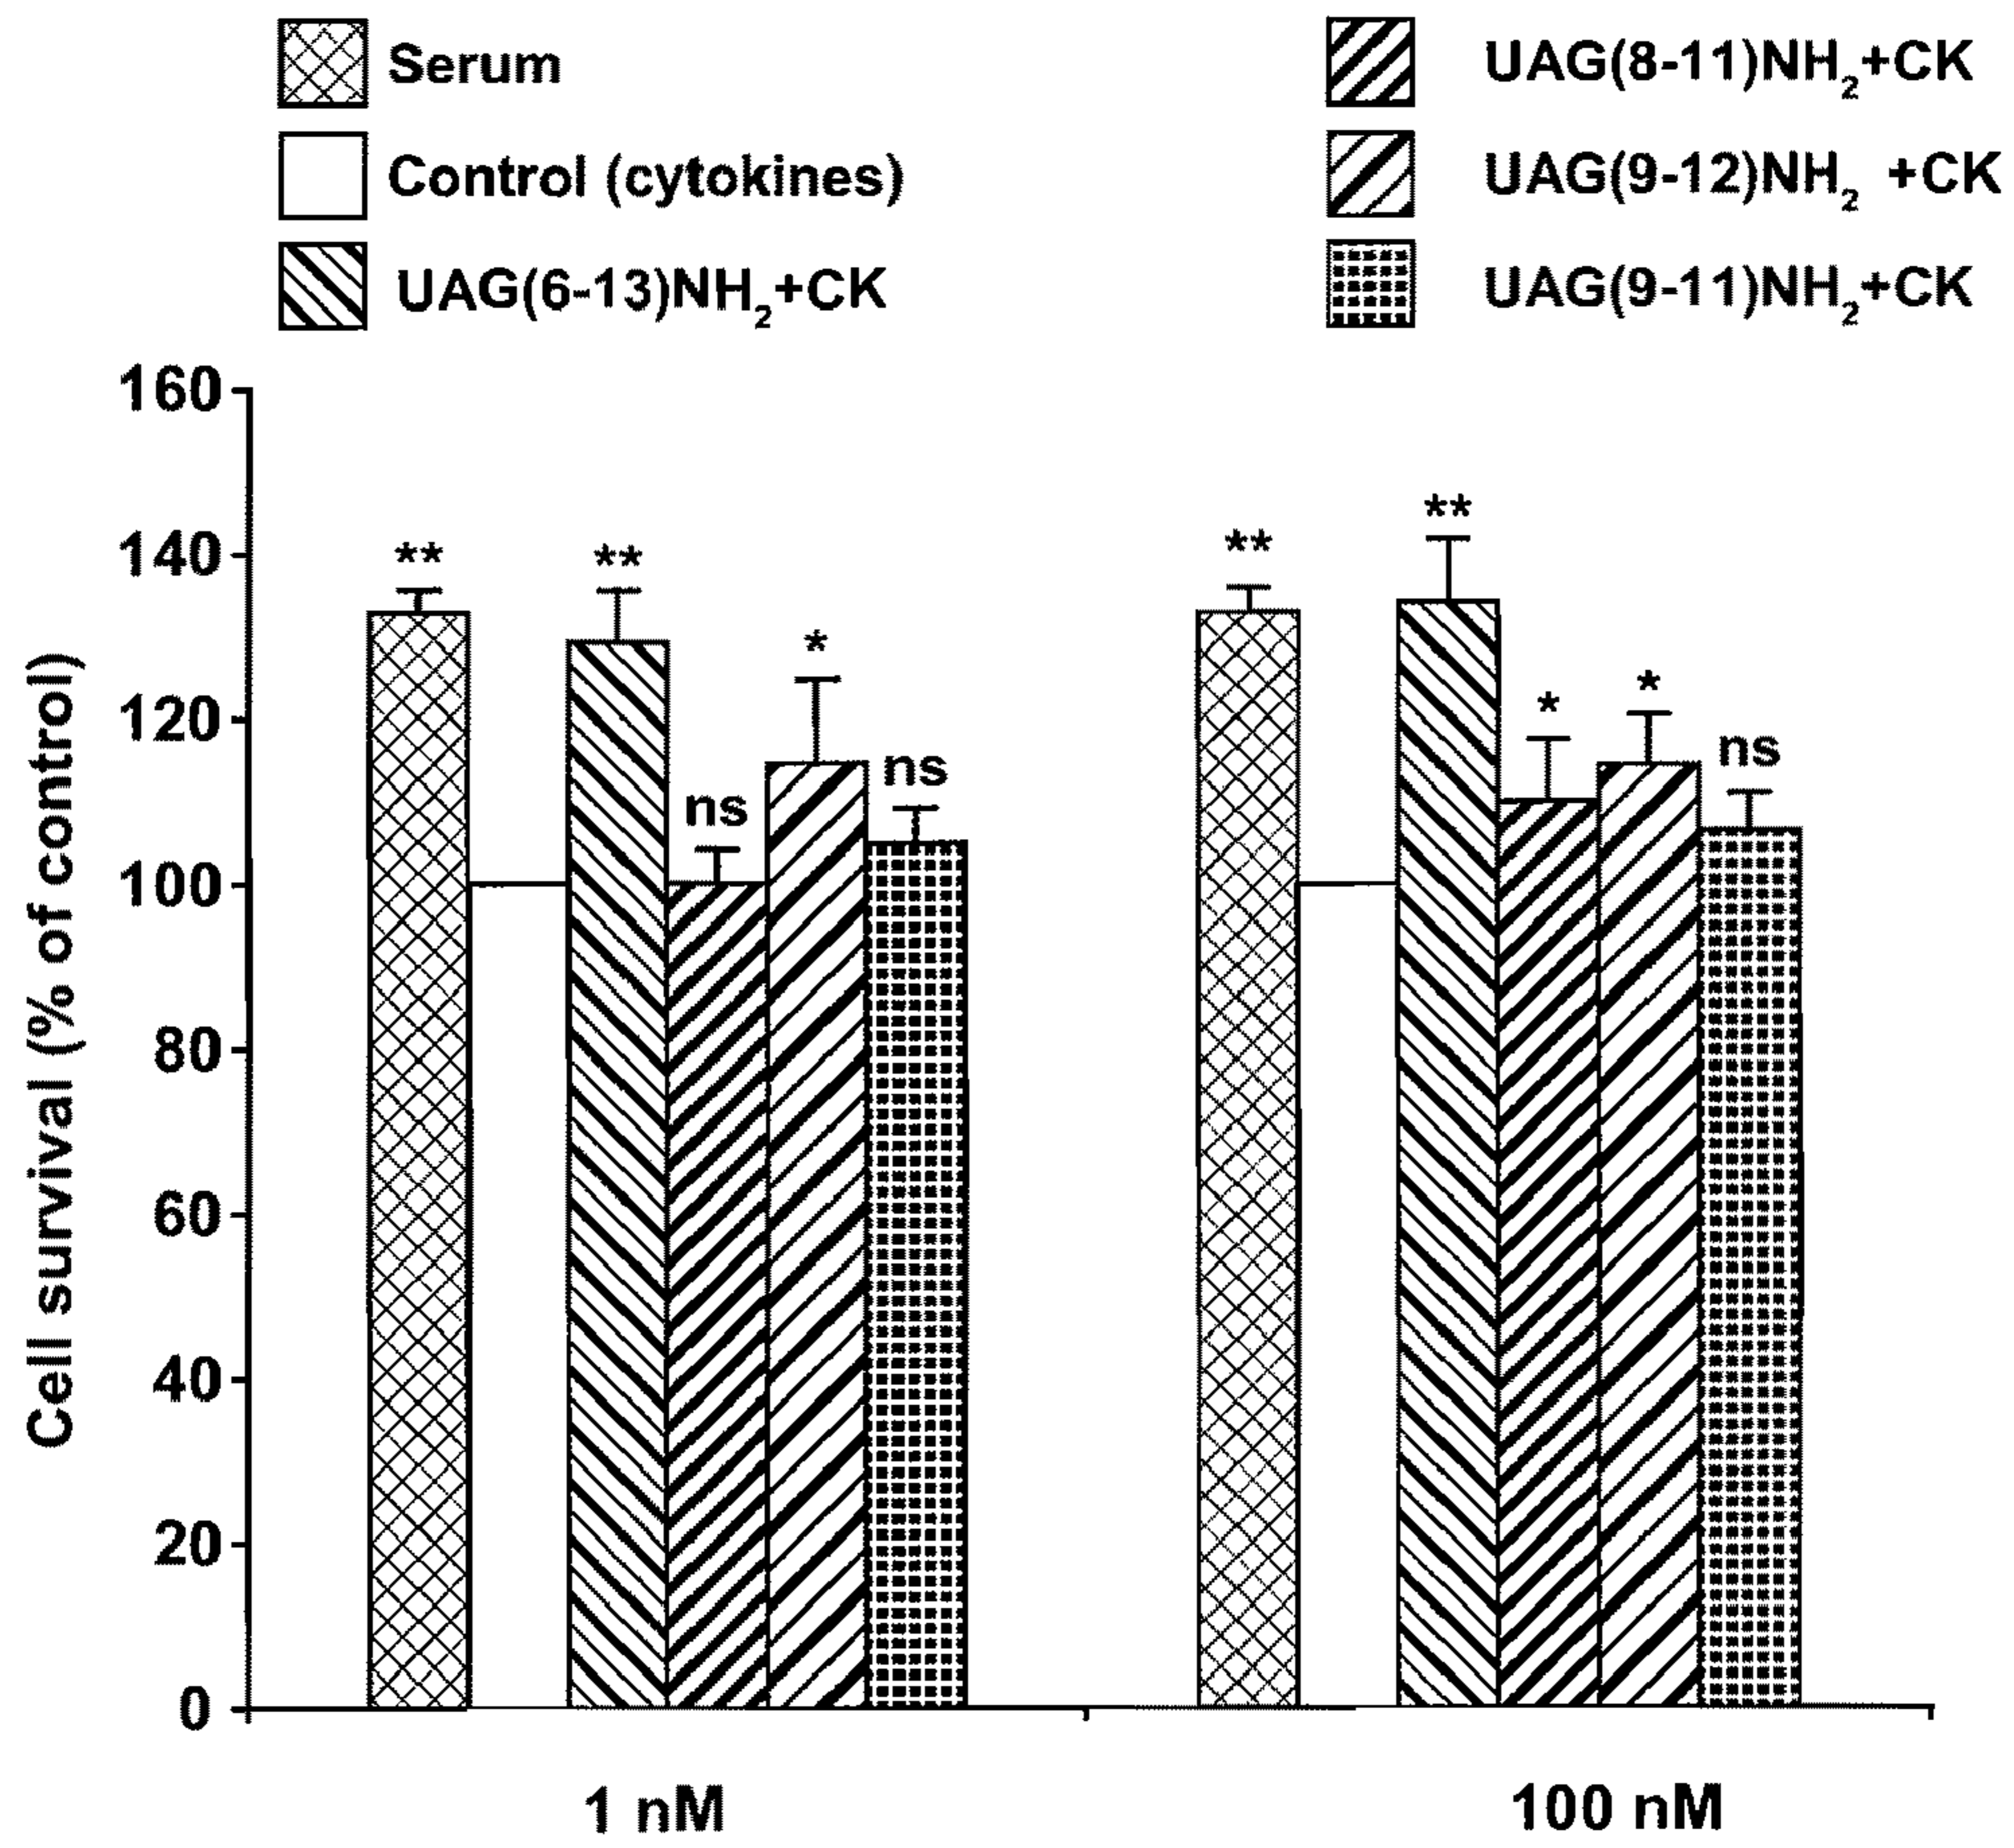 Serum
Control (cytokines)
UAG(6-13)NH₂+CK
UAG(8-11)NH₂+CK
UAG(9-12)NH₂ +CK
UAG(9-11)NH₂+CK
Cell survival (% of control)
160
140
120
100
80
60
40
20
0
**
**
ns
*
ns
**
**
*
*
ns
1 nM
100 nM